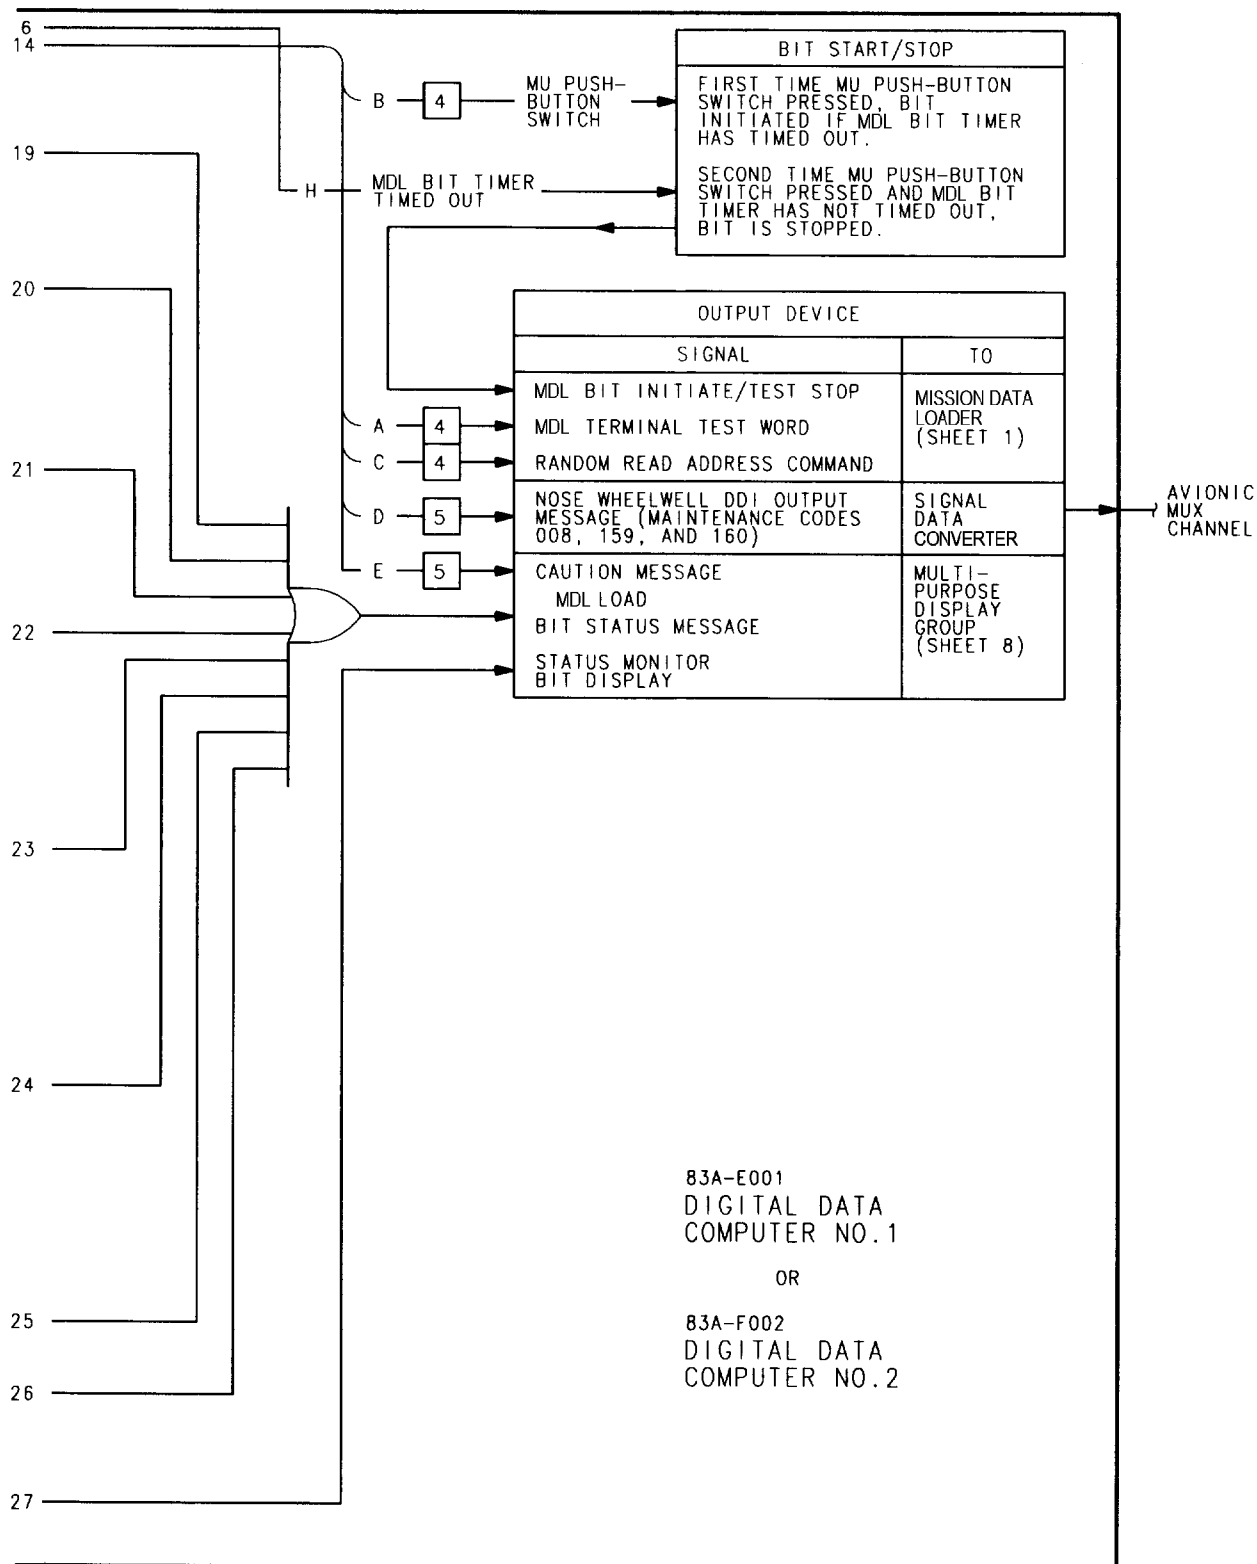 6
14
19
20
21
22
23
24
25
26
27
B 4 MU PUSH-
BUTTON
SWITCH
H MDL BIT TIMER
TIMED OUT
BIT START/STOP
FIRST TIME MU PUSH-BUTTON
SWITCH PRESSED, BIT
INITIATED IF MDL BIT TIMER
HAS TIMED OUT.
SECOND TIME MU PUSH-BUTTON
SWITCH PRESSED AND MDL BIT
TIMER HAS NOT TIMED OUT,
BIT IS STOPPED.
OUTPUT DEVICE
SIGNAL
TO
MDL BIT INITIATE/TEST STOP
A 4 MDL TERMINAL TEST WORD
C 4 RANDOM READ ADDRESS COMMAND
MISSION DATA
LOADER
(SHEET 1)
D 5 NOSE WHEELWELL DDI OUTPUT
MESSAGE (MAINTENANCE CODES
008, 159, AND 160)
SIGNAL
DATA
CONVERTER
E 5 CAUTION MESSAGE
MDL LOAD
BIT STATUS MESSAGE
STATUS MONITOR
BIT DISPLAY
MULTI-
PURPOSE
DISPLAY
GROUP
(SHEET 8)
AVIONIC
MUX
CHANNEL
83A-E001
DIGITAL DATA
COMPUTER NO.1
OR
83A-F002
DIGITAL DATA
COMPUTER NO.2